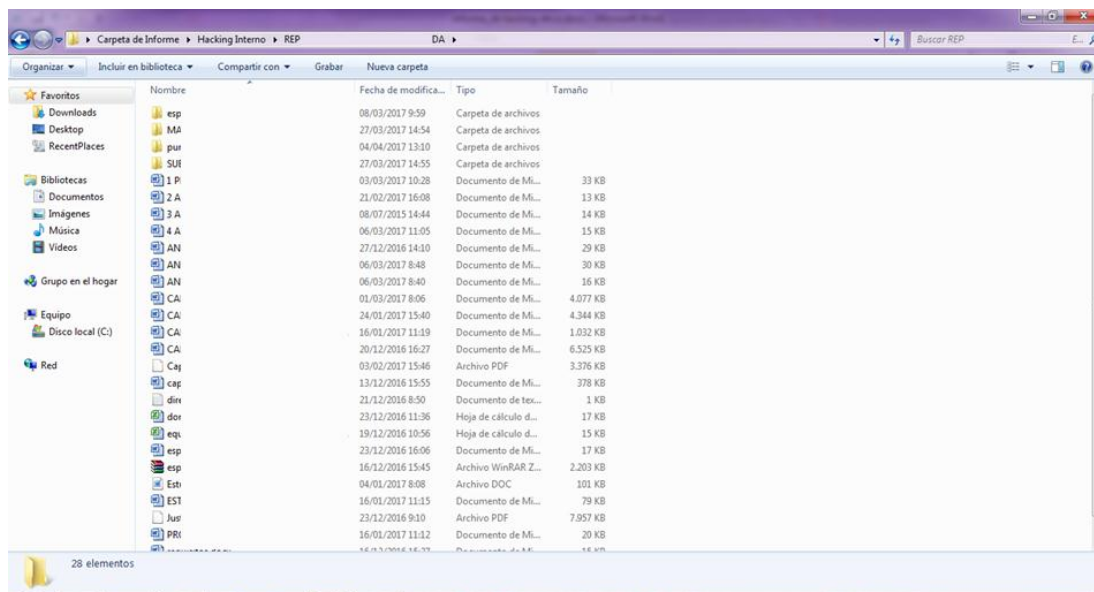 Carpeta de Informe ▸ Hacking Interno ▸ REP DA ▸ Buscar REP
Organizar Incluir en biblioteca Compartir con Grabar Nueva carpeta
Favoritos
Downloads
Desktop
RecentPlaces
Bibliotecas
Documentos
Imágenes
Música
Vídeos
Grupo en el hogar
Equipo
Disco local (C:)
Red
Nombre Fecha de modifica... Tipo Tamaño
esp 08/03/2017 9:59 Carpeta de archivos
MA 27/03/2017 14:54 Carpeta de archivos
pur 04/04/2017 13:10 Carpeta de archivos
SUE 27/03/2017 14:55 Carpeta de archivos
1 P 03/03/2017 10:28 Documento de Mi... 33 KB
2 A 21/02/2017 16:08 Documento de Mi... 13 KB
3 A 08/07/2015 14:44 Documento de Mi... 14 KB
4 A 06/03/2017 11:05 Documento de Mi... 15 KB
AN 27/12/2016 14:10 Documento de Mi... 29 KB
AN 06/03/2017 8:48 Documento de Mi... 30 KB
AN 06/03/2017 8:40 Documento de Mi... 16 KB
CA 01/03/2017 8:06 Documento de Mi... 4.077 KB
CA 24/01/2017 15:40 Documento de Mi... 4.344 KB
CA 16/01/2017 11:19 Documento de Mi... 1.032 KB
CA 20/12/2016 16:27 Documento de Mi... 6.525 KB
Cap 03/02/2017 15:46 Archivo PDF 3.376 KB
cap 13/12/2016 15:55 Documento de Mi... 378 KB
dire 21/12/2016 8:50 Documento de tex... 1 KB
dor 23/12/2016 11:36 Hoja de cálculo d... 17 KB
equ 19/12/2016 10:56 Hoja de cálculo d... 15 KB
esp 23/12/2016 16:06 Documento de Mi... 17 KB
esp 16/12/2016 15:45 Archivo WinRAR Z... 2.203 KB
Est 04/01/2017 8:08 Archivo DOC 101 KB
EST 16/01/2017 11:15 Documento de Mi... 79 KB
Jus 23/12/2016 9:10 Archivo PDF 7.957 KB
PR 16/01/2017 11:12 Documento de Mi... 20 KB
28 elementos